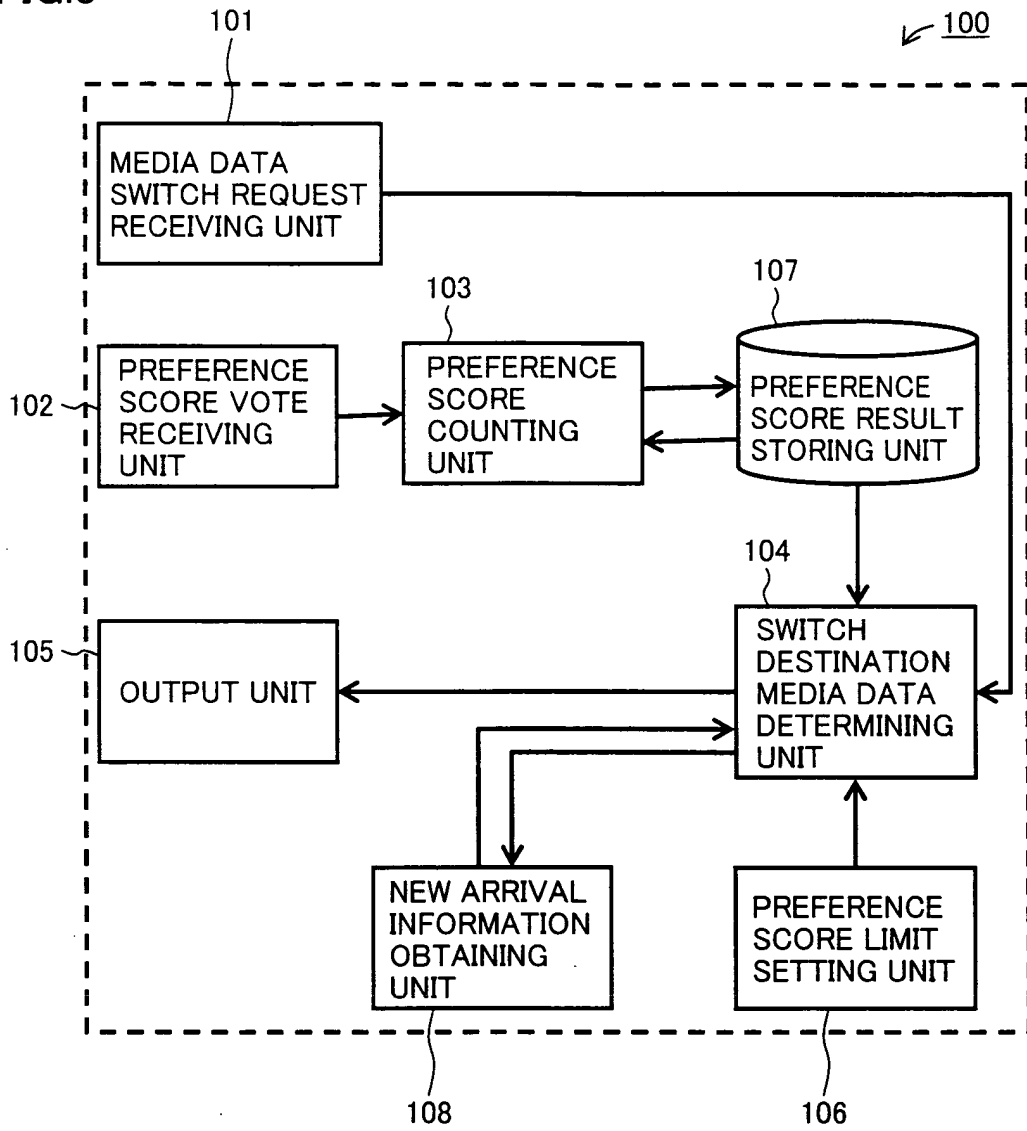 101
100
MEDIA DATA
SWITCH REQUEST
RECEIVING UNIT
103
107
102
PREFERENCE
SCORE VOTE
RECEIVING
UNIT
PREFERENCE
SCORE
COUNTING
UNIT
PREFERENCE
SCORE RESULT
STORING UNIT
104
105
OUTPUT UNIT
SWITCH
DESTINATION
MEDIA DATA
DETERMINING
UNIT
NEW ARRIVAL
INFORMATION
OBTAINING
UNIT
PREFERENCE
SCORE LIMIT
SETTING UNIT
108
106